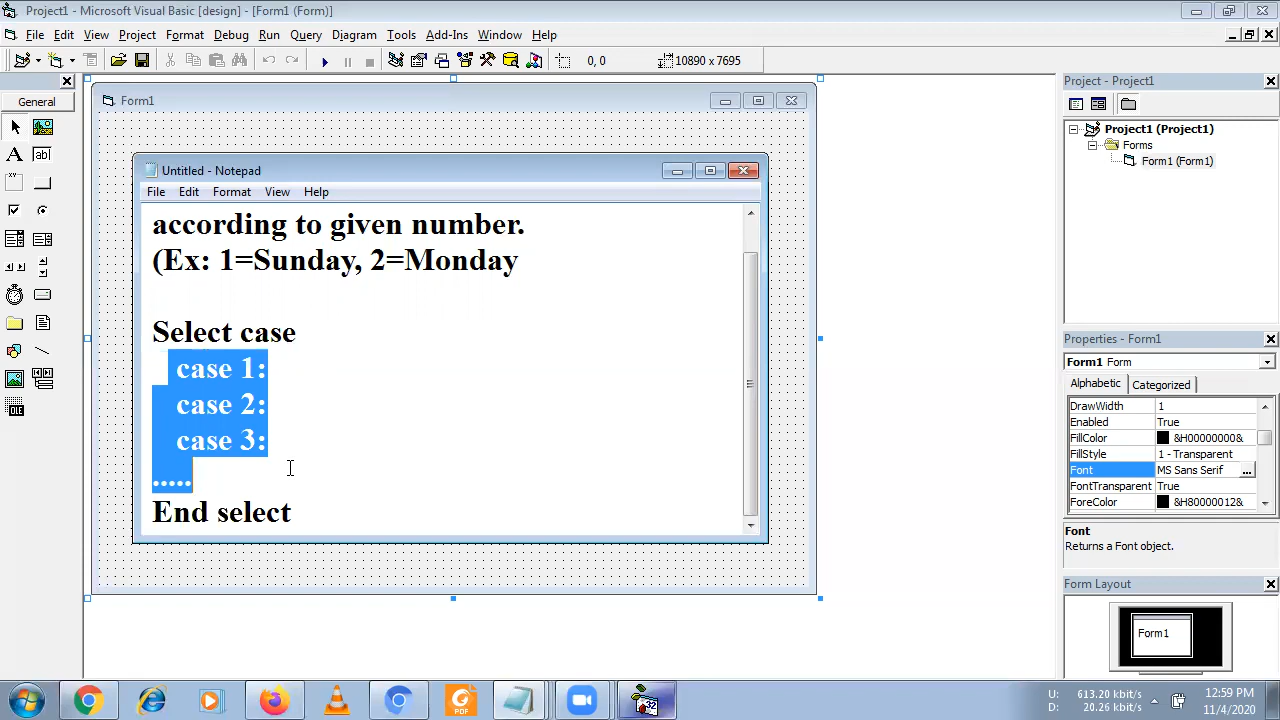 Project1 - Microsoft Visual Basic [design] - [Form1 (Form)]
File Edit View Project Format Debug Run Query Diagram Tools Add-Ins Window Help
0, 0
10890 x 7695
General
Form1
Untitled - Notepad
File Edit Format View Help
according to given number.
(Ex: 1=Sunday, 2=Monday
Select case
case 1:
case 2:
case 3:
.....
End select
Project - Project1
Project1 (Project1)
Forms
Form1 (Form1)
Properties - Form1
Form1 Form
Alphabetic Categorized
DrawWidth 1
Enabled True
FillColor &H00000000&
FillStyle 1 - Transparent
Font MS Sans Serif ...
FontTransparent True
ForeColor &H80000012&
Font
Returns a Font object.
Form Layout
Form1
U: 613.20 kbit/s
D: 20.26 kbit/s
12:59 PM
11/4/2020
A
ab|
OLE
PDF
32